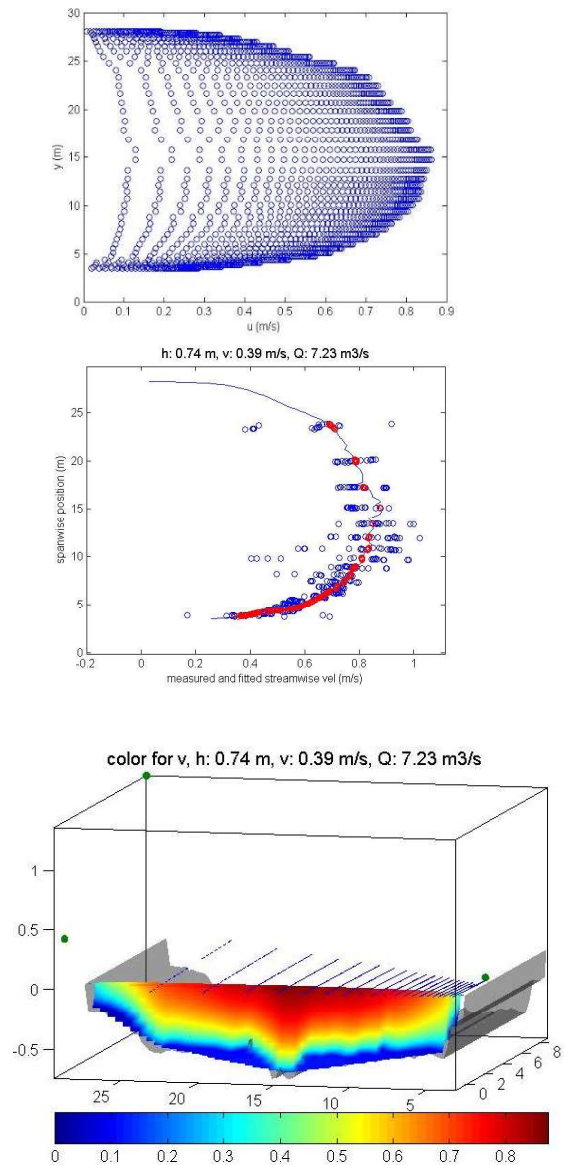 30
25
20
15
10
5
0
y (m)
0 0.1 0.2 0.3 0.4 0.5 0.6 0.7 0.8 0.9
u (m/s)
h: 0.74 m, v: 0.39 m/s, Q: 7.23 m3/s
25
20
15
10
5
0
spanwise position (m)
-0.2 0 0.2 0.4 0.6 0.8 1
measured and fitted streamwise vel (m/s)
color for v, h: 0.74 m, v: 0.39 m/s, Q: 7.23 m3/s
1
0.5
0
-0.5
25 20 15 10 5
0 2 4 6 8
0 0.1 0.2 0.3 0.4 0.5 0.6 0.7 0.8